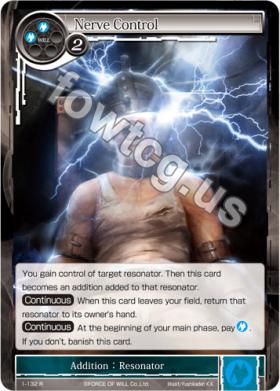 Nerve Control
WILL
2
fowtcg.us
You gain control of target resonator. Then this card
becomes an addition added to that resonator.
Continuous When this card leaves your field, return that
resonator to its owner's hand.
Continuous At the beginning of your main phase, pay
If you don't, banish this card.
Addition : Resonator
1-132 R
©FORCE OF WILL Co.,Ltd.